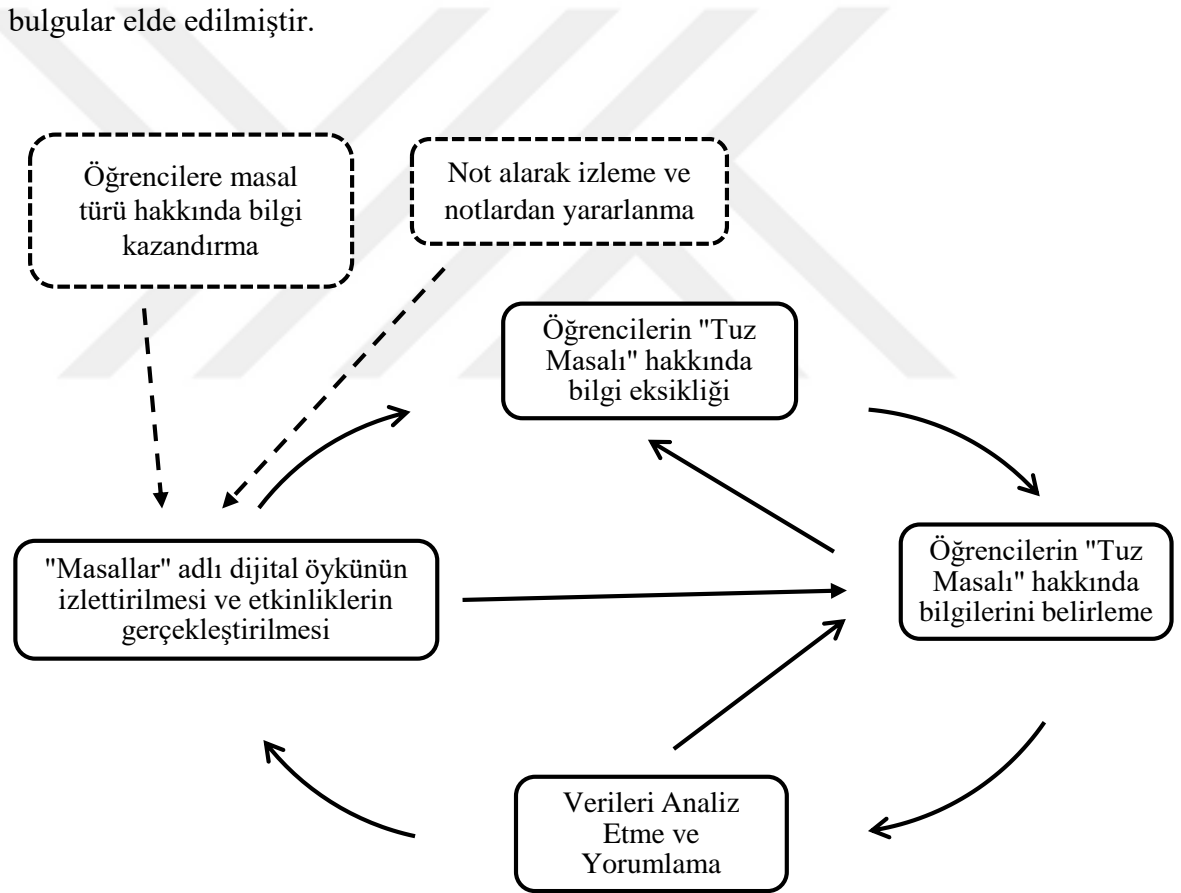 bulgular elde edilmiştir.
Öğrencilere masal
türü hakkında bilgi
kazandırma
Not alarak izleme ve
notlardan yararlanma
Öğrencilerin "Tuz
Masalı" hakkında
bilgi eksikliği
"Masallar" adlı dijital öykünün
izlettirilmesi ve etkinliklerin
gerçekleştirilmesi
Öğrencilerin "Tuz
Masalı" hakkında
bilgilerini belirleme
Verileri Analiz
Etme ve
Yorumlama